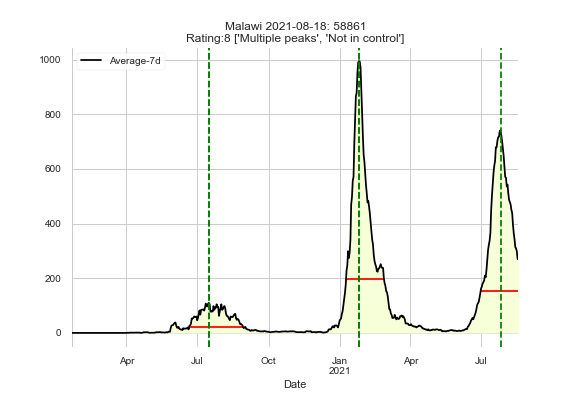 Malawi 2021-08-18: 58861
Rating:8 ['Multiple peaks', 'Not in control']
Average-7d
1000
800
600
400
200
0
Apr
Jul
Oct
Jan
2021
Apr
Jul
Date